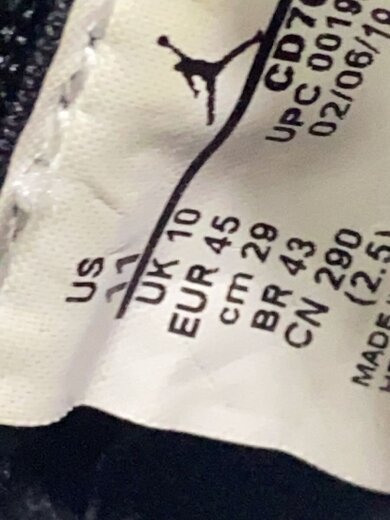 US 11
UK 10
EUR 45
cm 29
BR 43
CN 290
(2.5)
MADE
CD7
UPC 0019
02/06/1